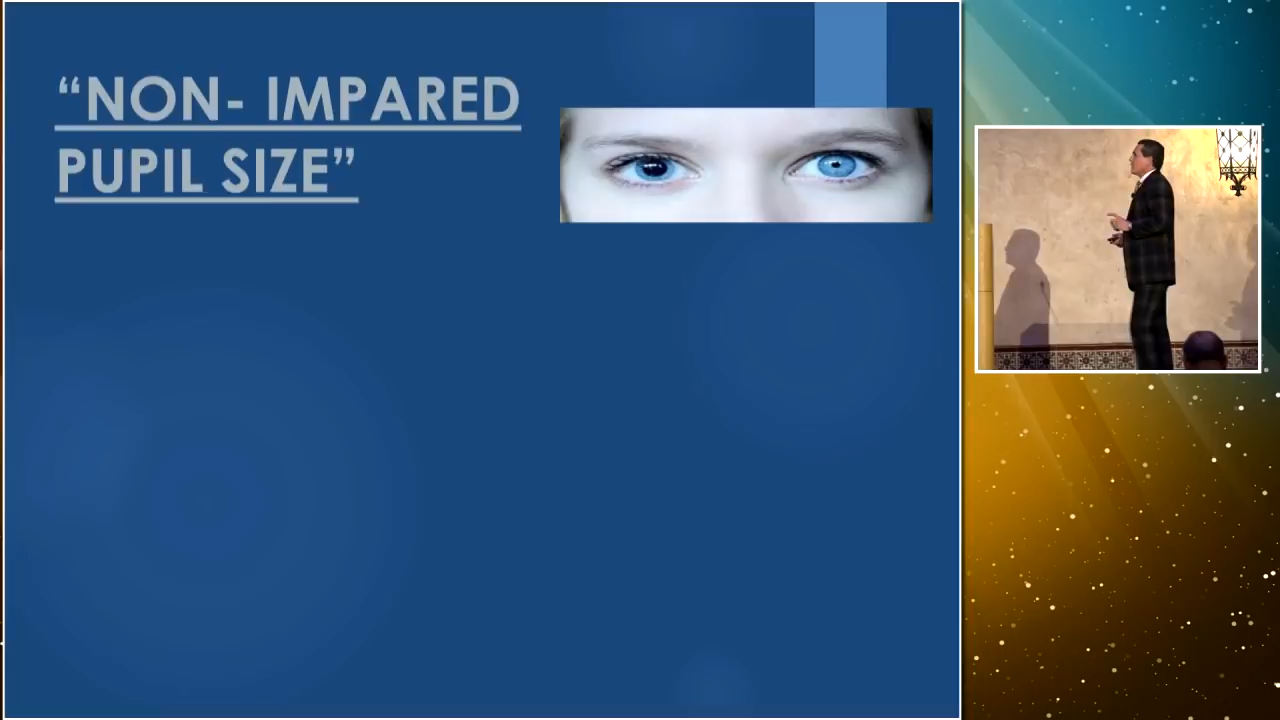 “NON- IMPARED
PUPIL SIZE”